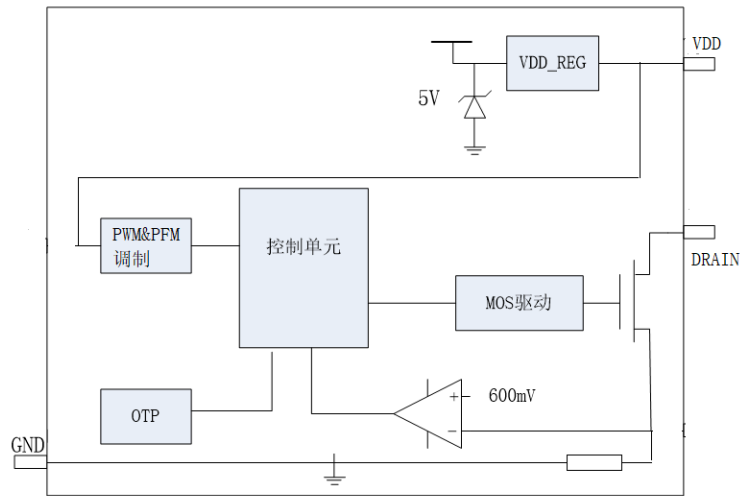 VDD
VDD_REG
5V
PWM&PFM
调制
控制单元
DRAIN
MOS驱动
+
600mV
−
OTP
GND